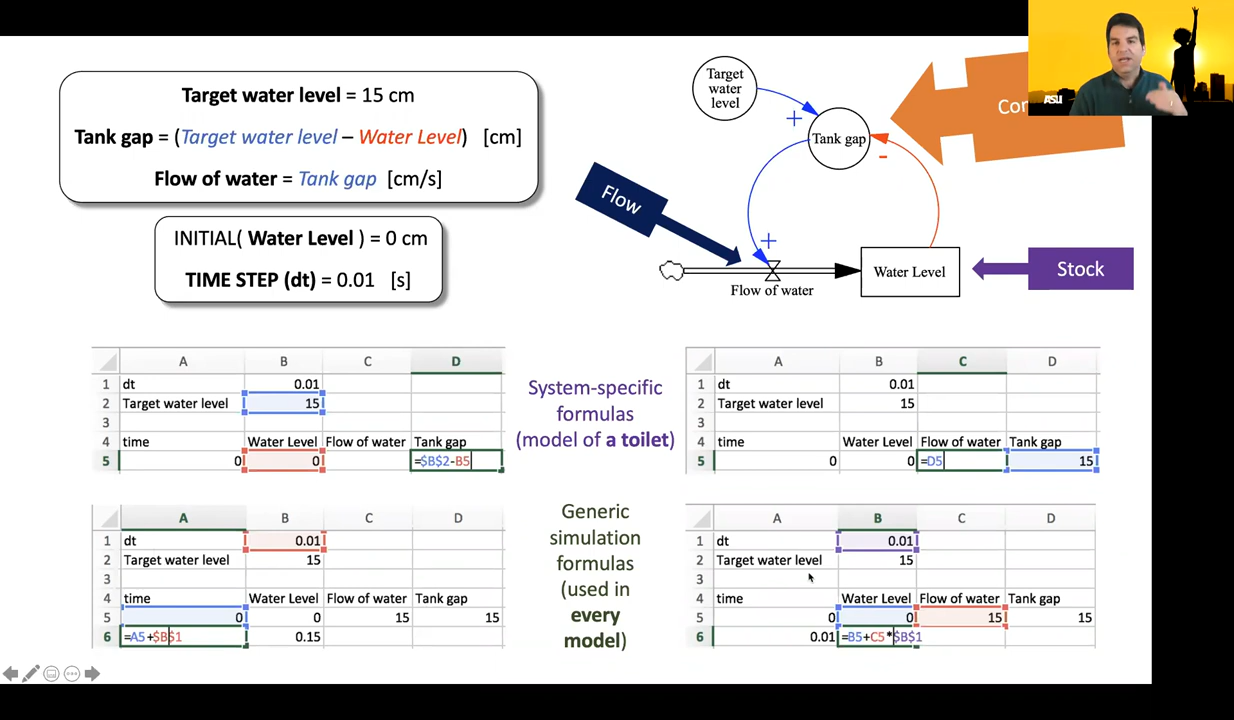 Target water level = 15 cm
Tank gap = (Target water level – Water Level) [cm]
Flow of water = Tank gap [cm/s]
INITIAL( Water Level ) = 0 cm
TIME STEP (dt) = 0.01 [s]
Target
water
level
+
Tank gap
-
Flow
+
Flow of water
Water Level
Stock
ASU
A B C D
1 dt 0.01
2 Target water level 15
3
4 time Water Level Flow of water Tank gap
5 0 0 =$B$2-B5
System-specific
formulas
(model of a toilet)
A B C D
1 dt 0.01
2 Target water level 15
3
4 time Water Level Flow of water Tank gap
5 0 0 =D5 15
A B C D
1 dt 0.01
2 Target water level 15
3
4 time Water Level Flow of water Tank gap
5 0 0 15 15
6 =A5+$B$1 0.15
Generic
simulation
formulas
(used in
every
model)
A B C D
1 dt 0.01
2 Target water level 15
3
4 time Water Level Flow of water Tank gap
5 0 0 15 15
6 0.01 =B5+C5*$B$1